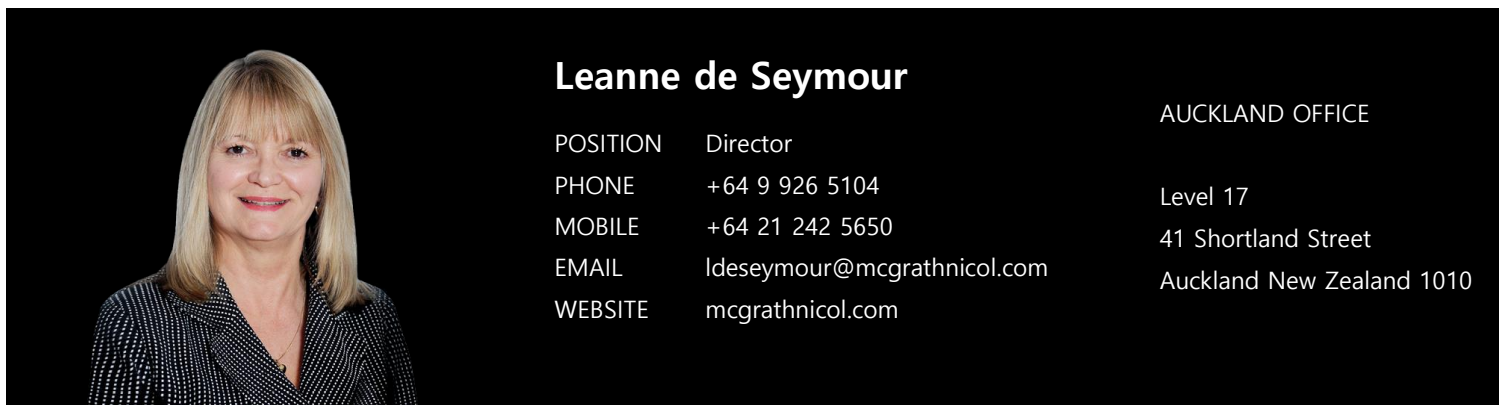 Leanne de Seymour
POSITION Director
PHONE +64 9 926 5104
MOBILE +64 21 242 5650
EMAIL ldeseymour@mcgrathnicol.com
WEBSITE mcgrathnicol.com
AUCKLAND OFFICE
Level 17
41 Shortland Street
Auckland New Zealand 1010